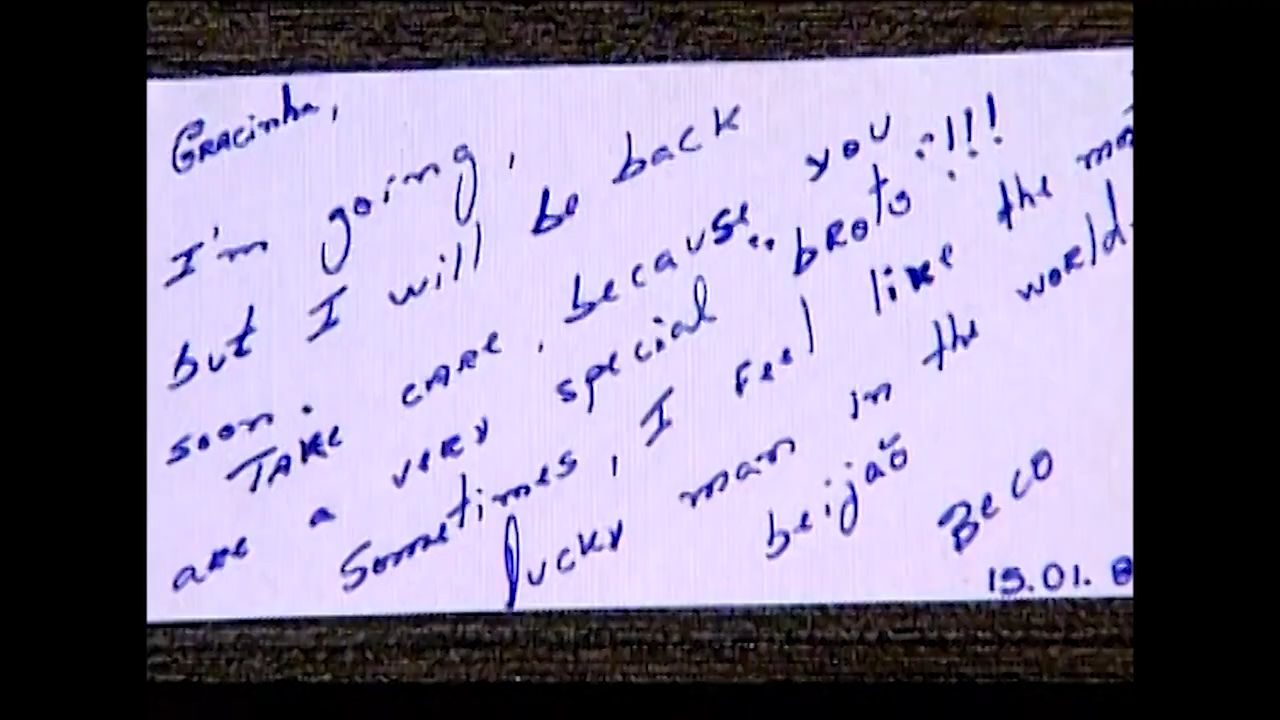 Gracinha,
I'm going,
but I will be back
soon.
Take care, because.. you
are a very special broto!!!
Sometimes, I feel like the
lucky man in the world.
beijão
Beco
15.01.